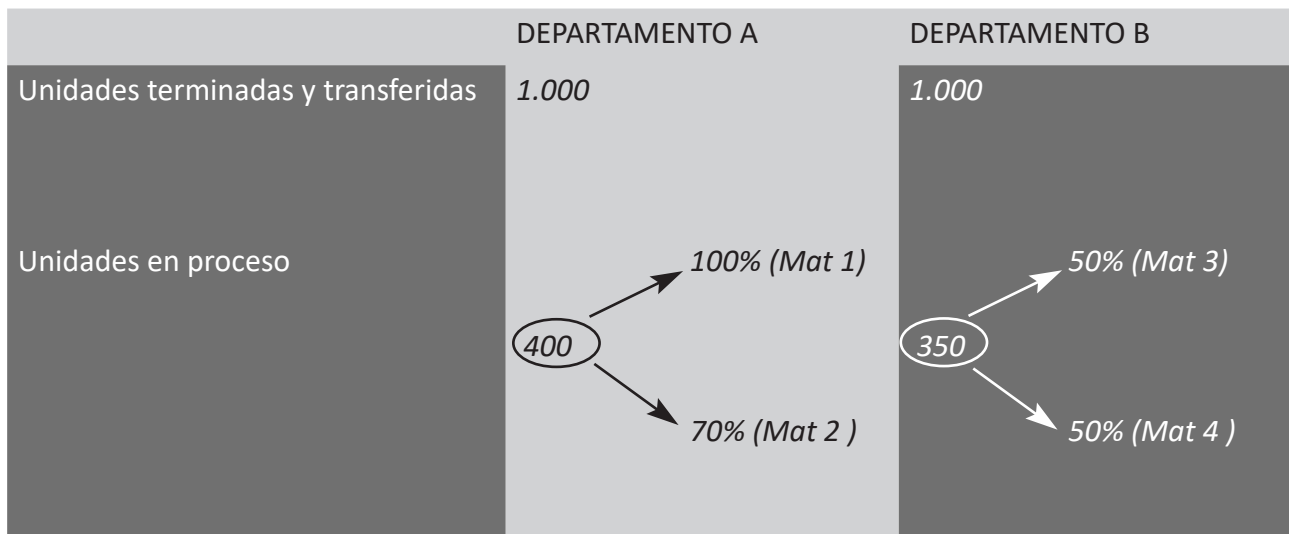 DEPARTAMENTO A DEPARTAMENTO B
Unidades terminadas y transferidas 1.000 1.000
Unidades en proceso 100% (Mat 1) 50% (Mat 3)
400 350
70% (Mat 2 ) 50% (Mat 4 )